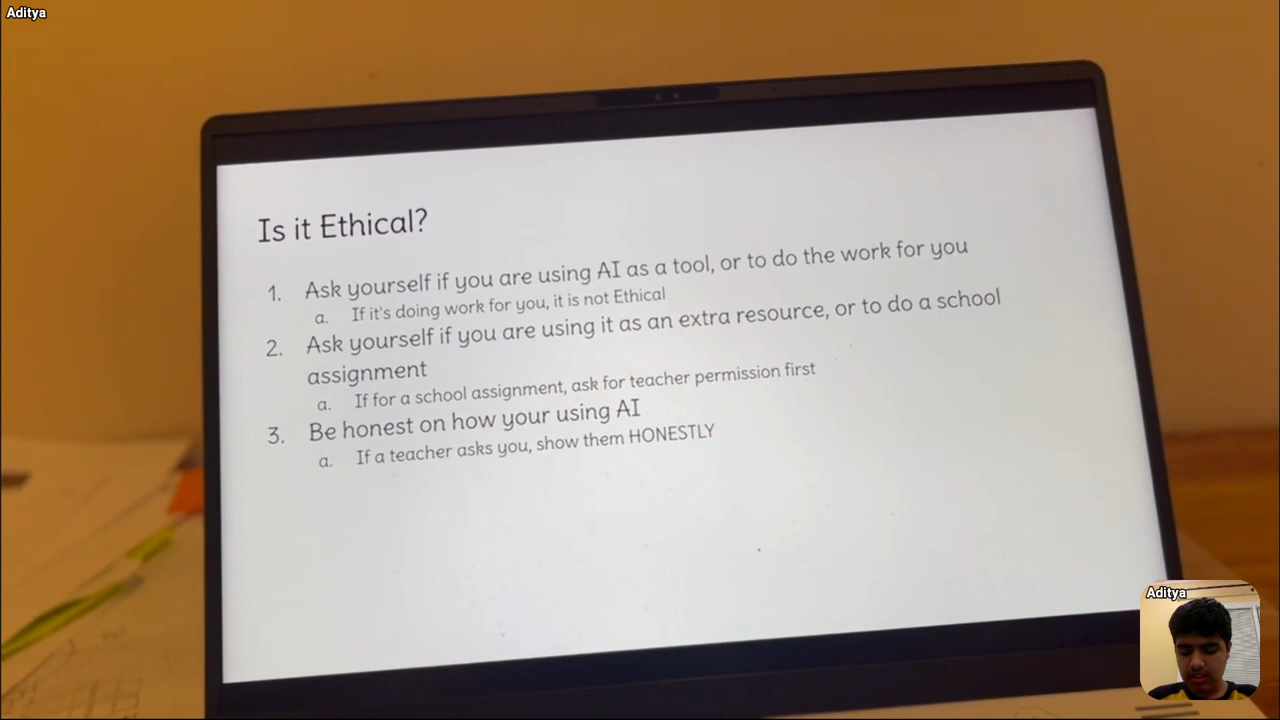 Aditya
Is it Ethical?
1. Ask yourself if you are using AI as a tool, or to do the work for you
a. If it's doing work for you, it is not Ethical
2. Ask yourself if you are using it as an extra resource, or to do a school
assignment
a. If for a school assignment, ask for teacher permission first
3. Be honest on how your using AI
a. If a teacher asks you, show them HONESTLY
Aditya